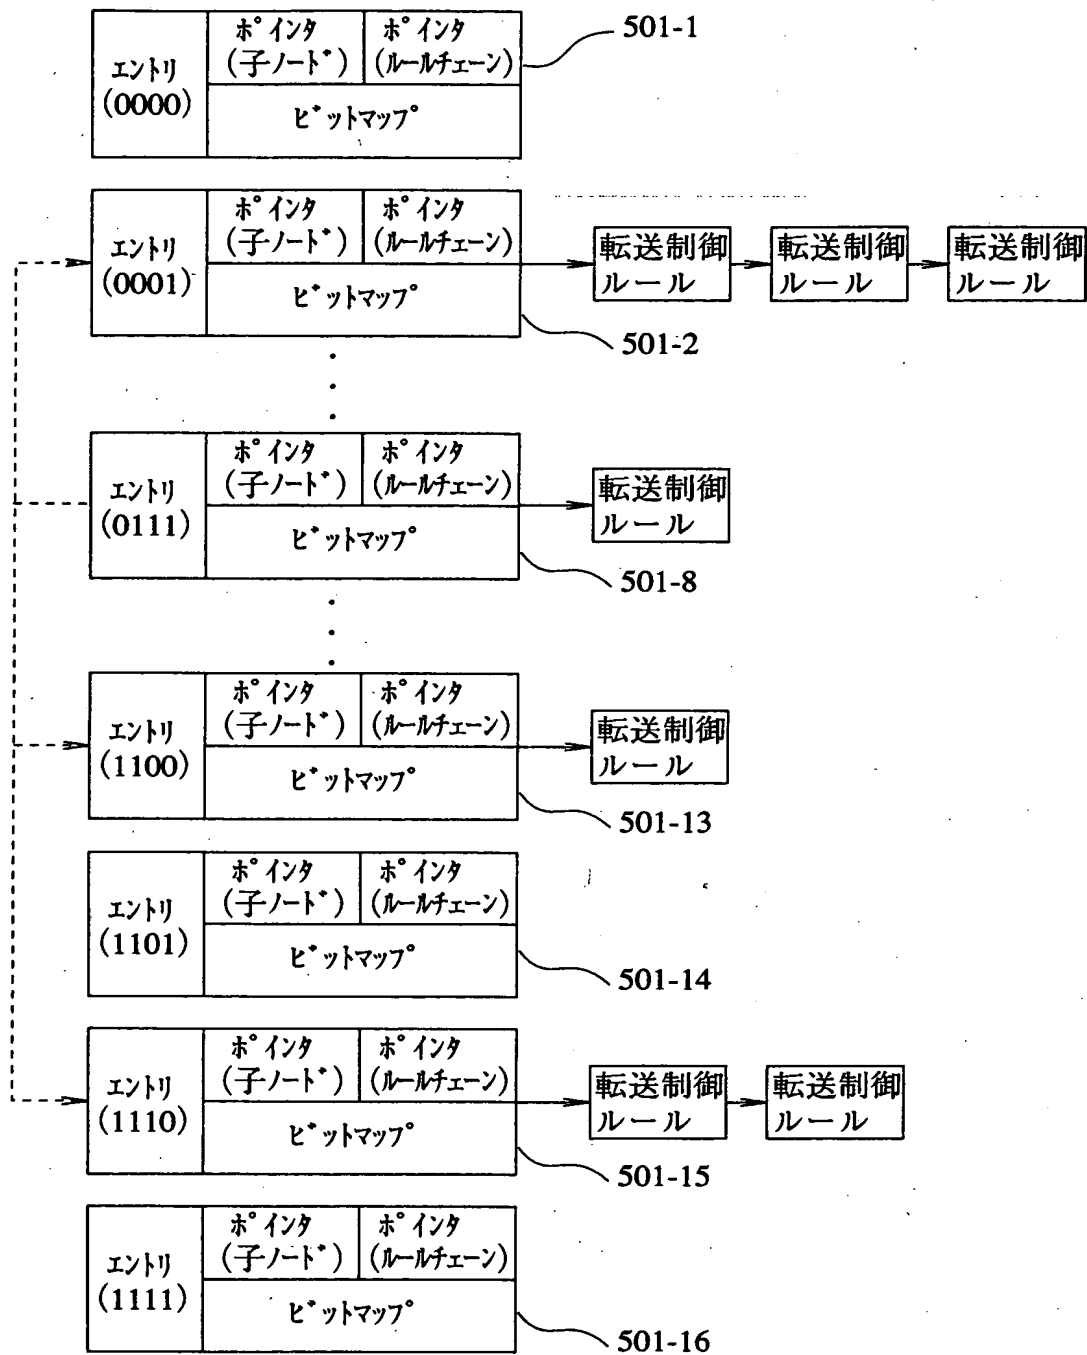 エントリ
(0000)
ポインタ
(子ノード)
ポインタ
(ルールチェーン)
ビットマップ
501-1
エントリ
(0001)
ポインタ
(子ノード)
ポインタ
(ルールチェーン)
ビットマップ
転送制御
ルール
転送制御
ルール
転送制御
ルール
501-2
エントリ
(0111)
ポインタ
(子ノード)
ポインタ
(ルールチェーン)
ビットマップ
転送制御
ルール
501-8
エントリ
(1100)
ポインタ
(子ノード)
ポインタ
(ルールチェーン)
ビットマップ
転送制御
ルール
501-13
エントリ
(1101)
ポインタ
(子ノード)
ポインタ
(ルールチェーン)
ビットマップ
501-14
エントリ
(1110)
ポインタ
(子ノード)
ポインタ
(ルールチェーン)
ビットマップ
転送制御
ルール
転送制御
ルール
501-15
エントリ
(1111)
ポインタ
(子ノード)
ポインタ
(ルールチェーン)
ビットマップ
501-16